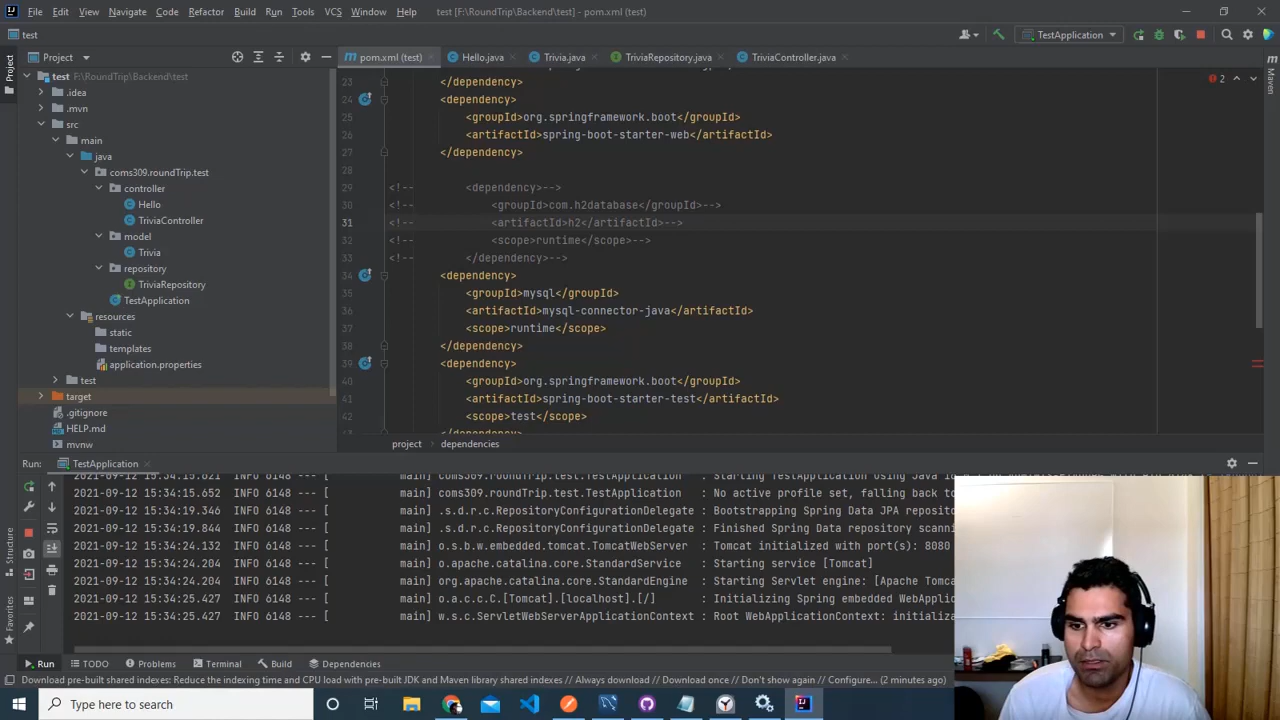 File Edit View Navigate Code Refactor Build Run Tools VCS Window Help test [F:\RoundTrip\Backend\test] - pom.xml (test)
test
TestApplication
Project
pom.xml (test)
Hello.java
Trivia.java
TriviaRepository.java
TriviaController.java
Project
Maven
test F:\RoundTrip\Backend\test
.idea
.mvn
src
main
java
coms309.roundTrip.test
controller
Hello
TriviaController
model
Trivia
repository
TriviaRepository
TestApplication
resources
static
templates
application.properties
test
target
.gitignore
HELP.md
mvnw
2
23 </dependency>
24 <dependency>
25 <groupId>org.springframework.boot</groupId>
26 <artifactId>spring-boot-starter-web</artifactId>
27 </dependency>
28
29 <!-- <dependency>-->
30 <!-- <groupId>com.h2database</groupId>-->
31 <!-- <artifactId>h2</artifactId>-->
32 <!-- <scope>runtime</scope>-->
33 <!-- </dependency>-->
34 <dependency>
35 <groupId>mysql</groupId>
36 <artifactId>mysql-connector-java</artifactId>
37 <scope>runtime</scope>
38 </dependency>
39 <dependency>
40 <groupId>org.springframework.boot</groupId>
41 <artifactId>spring-boot-starter-test</artifactId>
42 <scope>test</scope>
project dependencies
Run: TestApplication
2021-09-12 15:34:15.652 INFO 6148 --- [ main] coms309.roundTrip.test.TestApplication : No active profile set, falling back to
2021-09-12 15:34:19.346 INFO 6148 --- [ main] .s.d.r.c.RepositoryConfigurationDelegate : Bootstrapping Spring Data JPA repository
2021-09-12 15:34:19.844 INFO 6148 --- [ main] .s.d.r.c.RepositoryConfigurationDelegate : Finished Spring Data repository scanni
2021-09-12 15:34:24.132 INFO 6148 --- [ main] o.s.b.w.embedded.tomcat.TomcatWebServer : Tomcat initialized with port(s): 8080
2021-09-12 15:34:24.204 INFO 6148 --- [ main] o.apache.catalina.core.StandardService : Starting service [Tomcat]
2021-09-12 15:34:24.204 INFO 6148 --- [ main] org.apache.catalina.core.StandardEngine : Starting Servlet engine: [Apache Tomca
2021-09-12 15:34:25.427 INFO 6148 --- [ main] o.a.c.c.C.[Tomcat].[localhost].[/] : Initializing Spring embedded WebApplic
2021-09-12 15:34:25.427 INFO 6148 --- [ main] w.s.c.ServletWebServerApplicationContext : Root WebApplicationContext: initializa
Structure
Favorites
Run TODO Problems Terminal Build Dependencies
Download pre-built shared indexes: Reduce the indexing time and CPU load with pre-built JDK and Maven library shared indexes // Always download // Download once // Don't show again // Configure... (2 minutes ago)
Type here to search